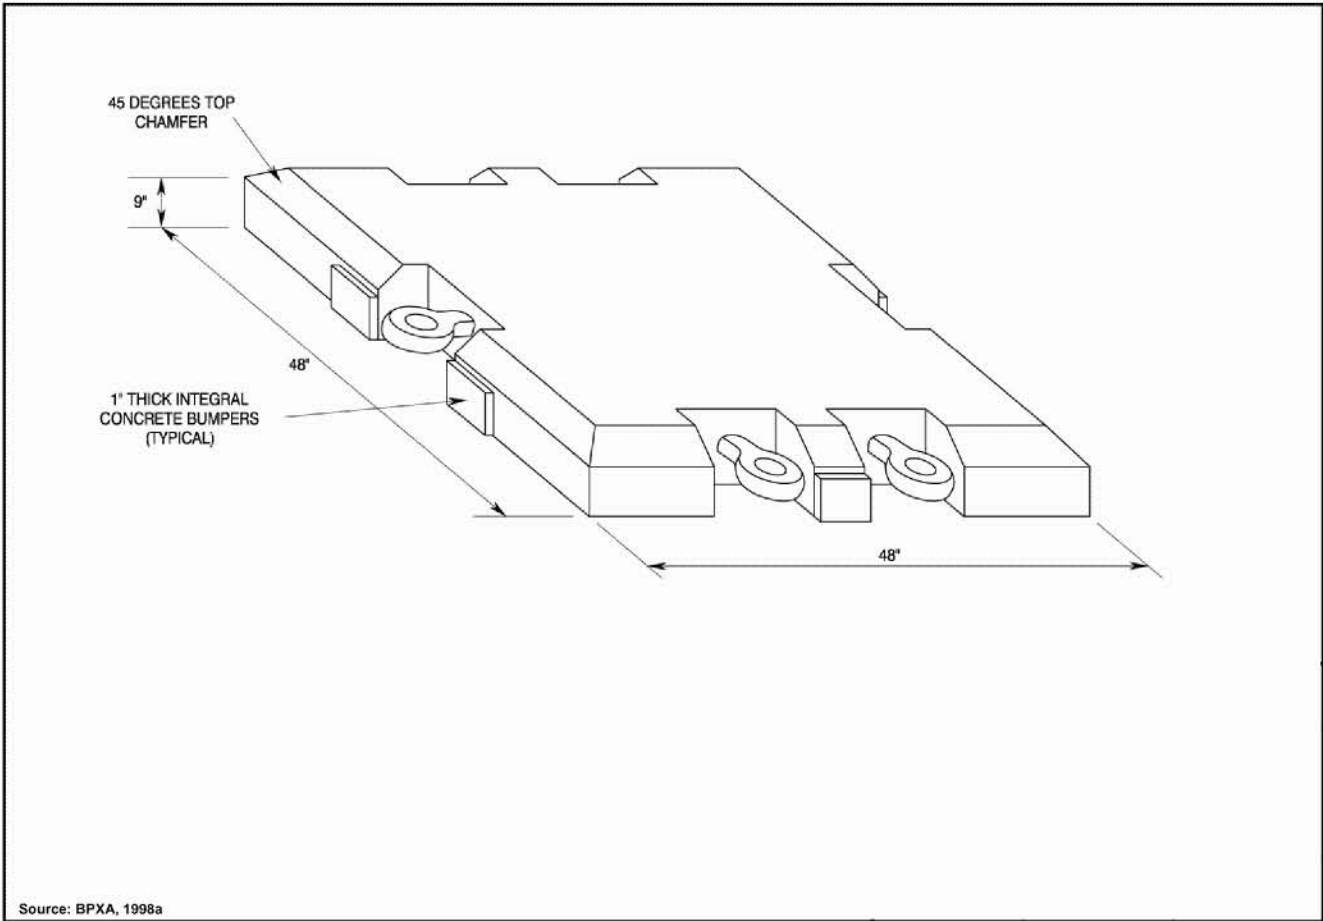 45 DEGREES TOP
CHAMFER
9"
48"
1" THICK INTEGRAL
CONCRETE BUMPERS
(TYPICAL)
48"
Source: BPXA, 1998a